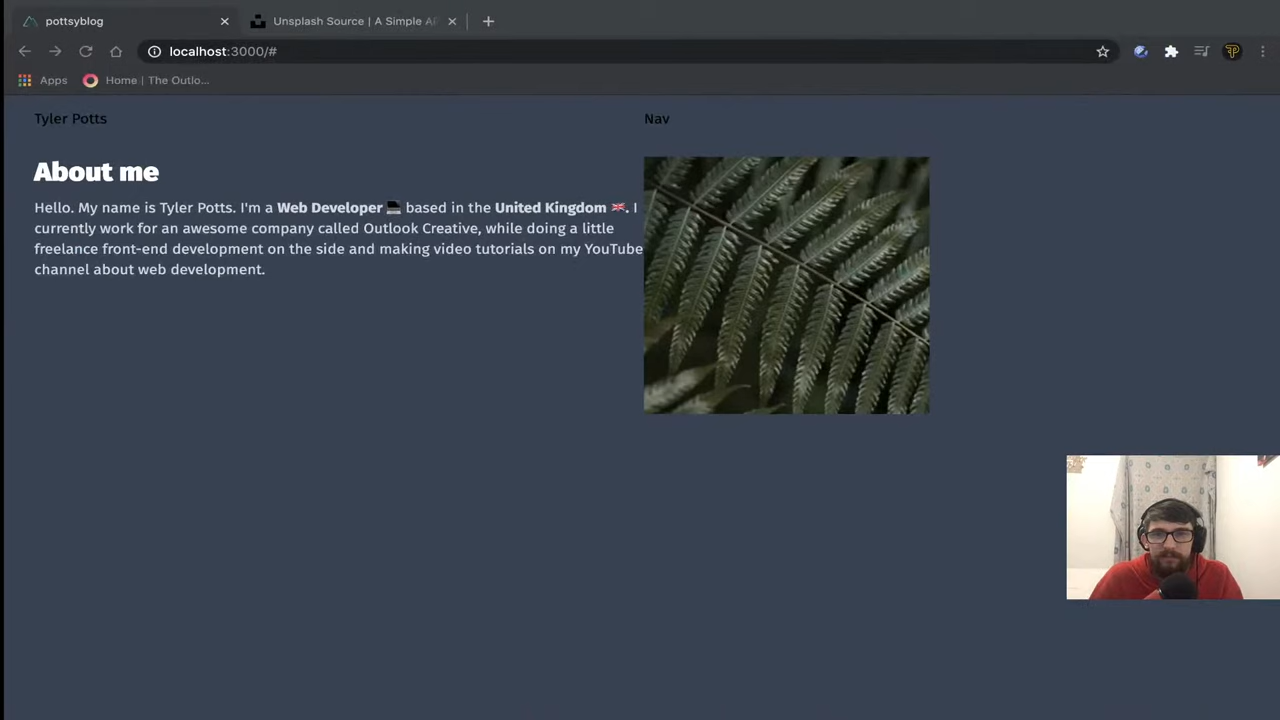 pottsyblog
Unsplash Source | A Simple AP
localhost:3000/#
Apps
Home | The Outlo...
Tyler Potts
Nav
About me
Hello. My name is Tyler Potts. I'm a Web Developer 💻 based in the United Kingdom 🇬🇧. I
currently work for an awesome company called Outlook Creative, while doing a little
freelance front-end development on the side and making video tutorials on my YouTube
channel about web development.